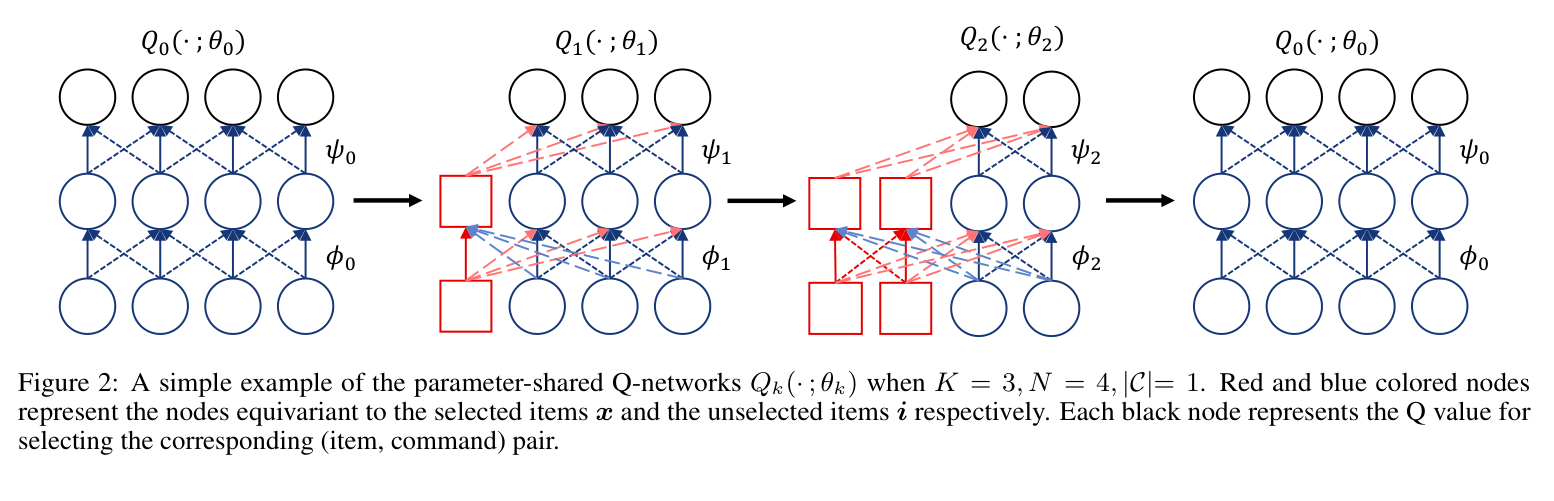 Q₀(· ; θ₀) Q₁(· ; θ₁) Q₂(· ; θ₂) Q₀(· ; θ₀)
ψ₀ ψ₁ ψ₂ ψ₀
ϕ₀ ϕ₁ ϕ₂ ϕ₀
Figure 2: A simple example of the parameter-shared Q-networks Qₖ(· ; θₖ) when K = 3, N = 4, |𝒞|= 1. Red and blue colored nodes
represent the nodes equivariant to the selected items 𝒙 and the unselected items 𝒊 respectively. Each black node represents the Q value for
selecting the corresponding (item, command) pair.